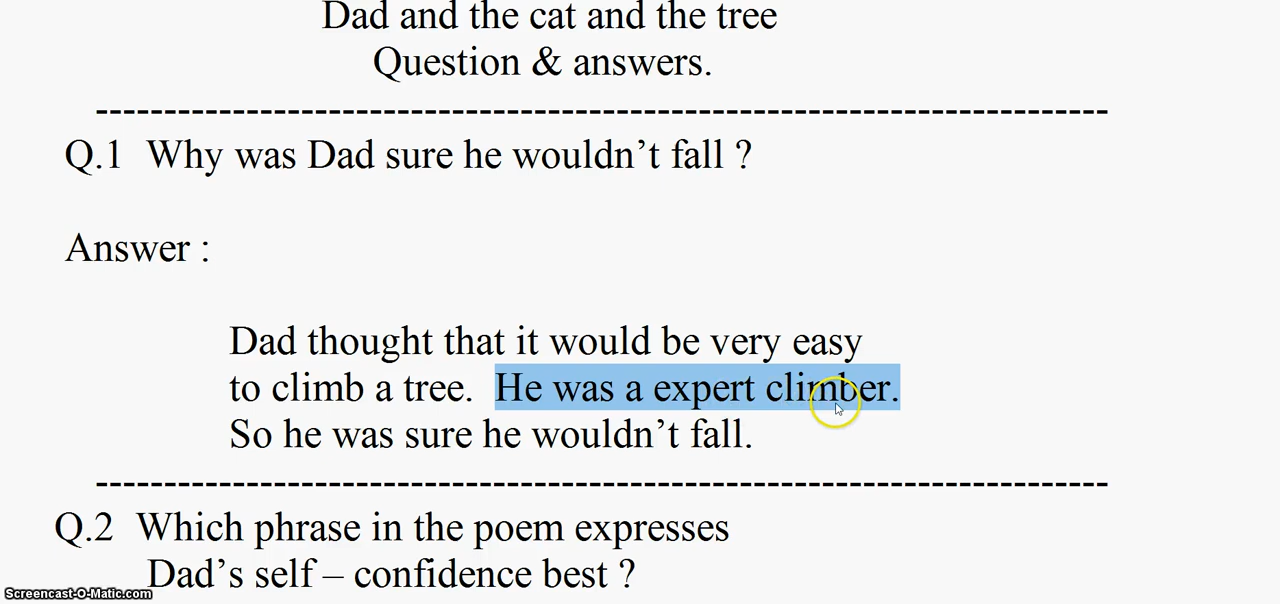 Dad and the cat and the tree
Question & answers.
Q.1 Why was Dad sure he wouldn’t fall ?
Answer :
Dad thought that it would be very easy
to climb a tree. He was a expert climber.
So he was sure he wouldn’t fall.
Q.2 Which phrase in the poem expresses
Dad’s self – confidence best ?
Screencast-O-Matic.com